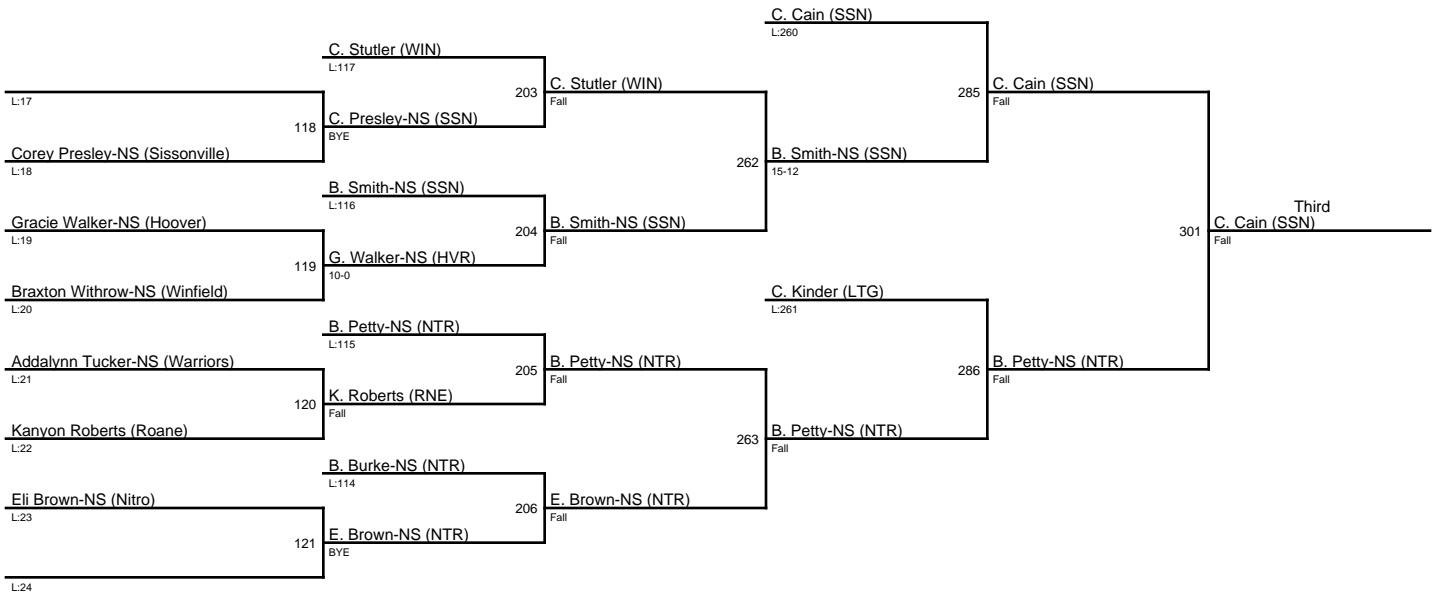 C. Cain (SSN)
L:260
C. Stutler (WIN)
L:117
203
C. Stutler (WIN)
Fall
285
C. Cain (SSN)
Fall
L:17
118
C. Presley-NS (SSN)
BYE
Corey Presley-NS (Sissonville)
L:18
262
B. Smith-NS (SSN)
15-12
B. Smith-NS (SSN)
L:116
Gracie Walker-NS (Hoover)
L:19
204
B. Smith-NS (SSN)
Fall
Third
301
C. Cain (SSN)
Fall
119
G. Walker-NS (HVR)
10-0
Braxton Withrow-NS (Winfield)
L:20
C. Kinder (LTG)
L:261
B. Petty-NS (NTR)
L:115
Addalynn Tucker-NS (Warriors)
L:21
205
B. Petty-NS (NTR)
Fall
286
B. Petty-NS (NTR)
Fall
120
K. Roberts (RNE)
Fall
Kanyon Roberts (Roane)
L:22
263
B. Petty-NS (NTR)
Fall
B. Burke-NS (NTR)
L:114
Eli Brown-NS (Nitro)
L:23
206
E. Brown-NS (NTR)
Fall
121
E. Brown-NS (NTR)
BYE
L:24